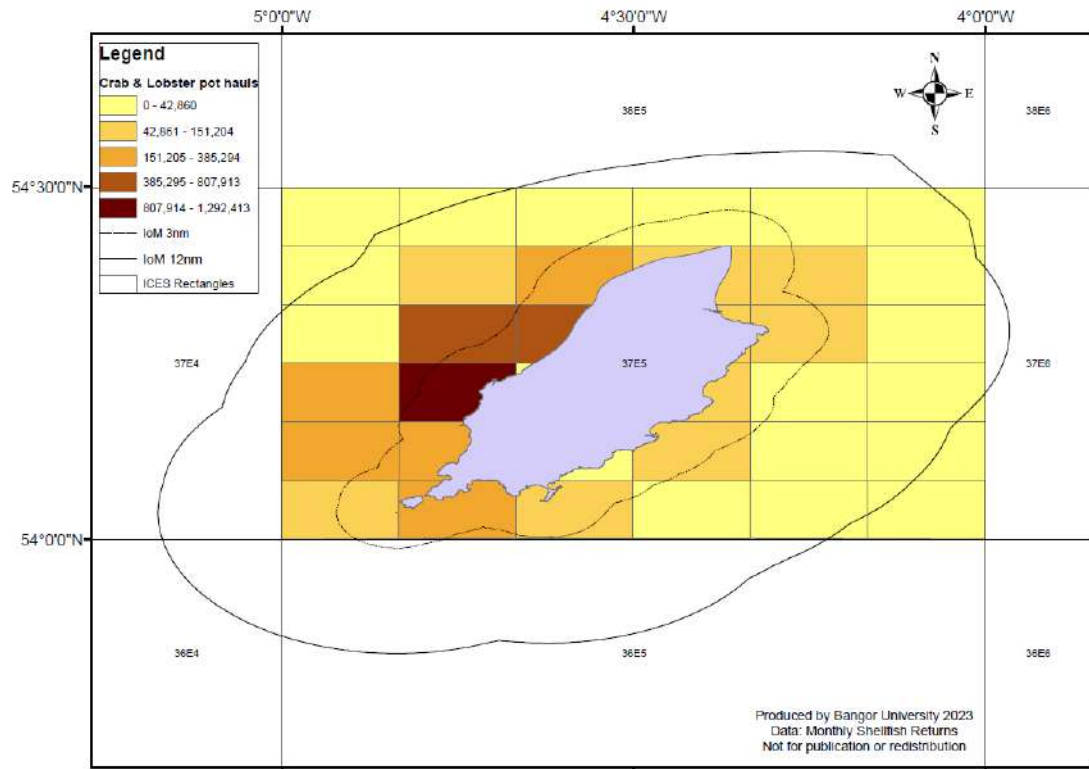 5°0'0"W
4°30'0"W
4°0'0"W
Legend
Crab & Lobster pot hauls
0 - 42,860
42,861 - 151,204
151,205 - 385,294
385,295 - 807,913
807,914 - 1,292,413
IoM 3nm
IoM 12nm
ICES Rectangles
N
W
E
S
38E5
38E6
54°30'0"N
37E4
37E5
37E6
54°0'0"N
36E4
36E5
36E6
Produced by Bangor University 2023
Data: Monthly Shellfish Returns
Not for publication or redistribution